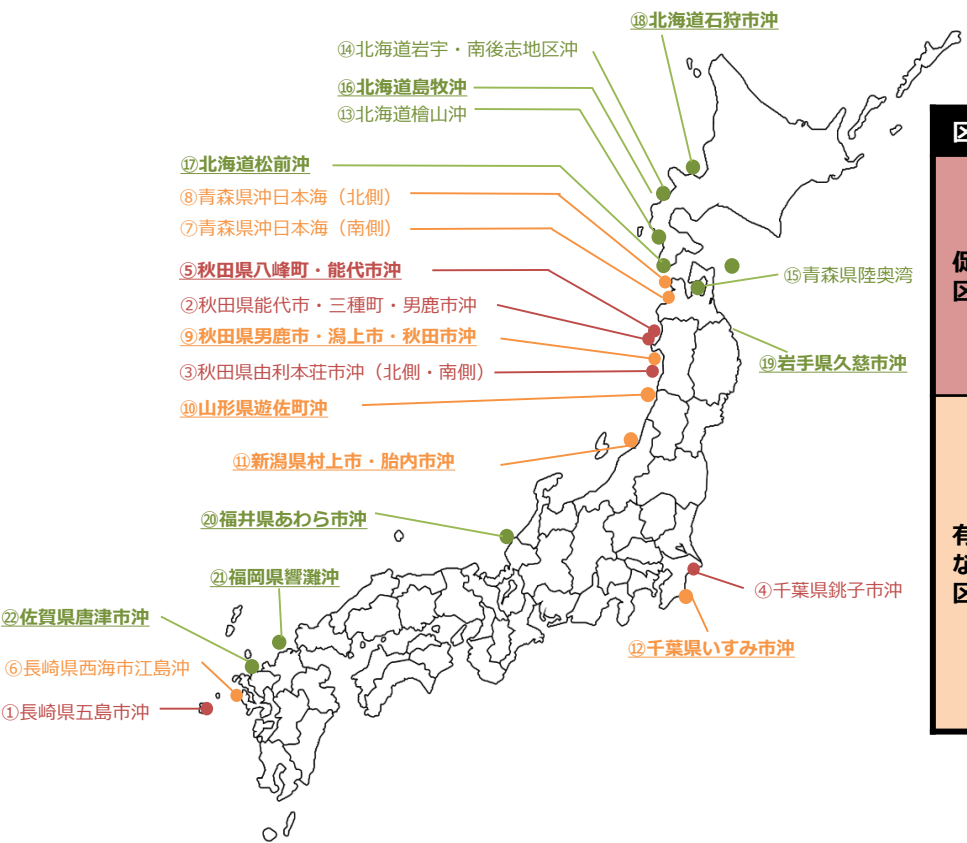 ⑱北海道石狩市沖
⑭北海道岩宇・南後志地区沖
⑯北海道島牧沖
⑬北海道檜山沖
⑰北海道松前沖
⑧青森県沖日本海（北側）
⑦青森県沖日本海（南側）
⑤秋田県八峰町・能代市沖
⑮青森県陸奥湾
②秋田県能代市・三種町・男鹿市沖
⑨秋田県男鹿市・潟上市・秋田市沖
⑲岩手県久慈市沖
③秋田県由利本荘市沖（北側・南側）
⑩山形県遊佐町沖
⑪新潟県村上市・胎内市沖
⑳福井県あわら市沖
㉑福岡県響灘沖
④千葉県銚子市沖
㉒佐賀県唐津市沖
⑫千葉県いすみ市沖
⑥長崎県西海市江島沖
①長崎県五島市沖
区
促
区
有
な
区